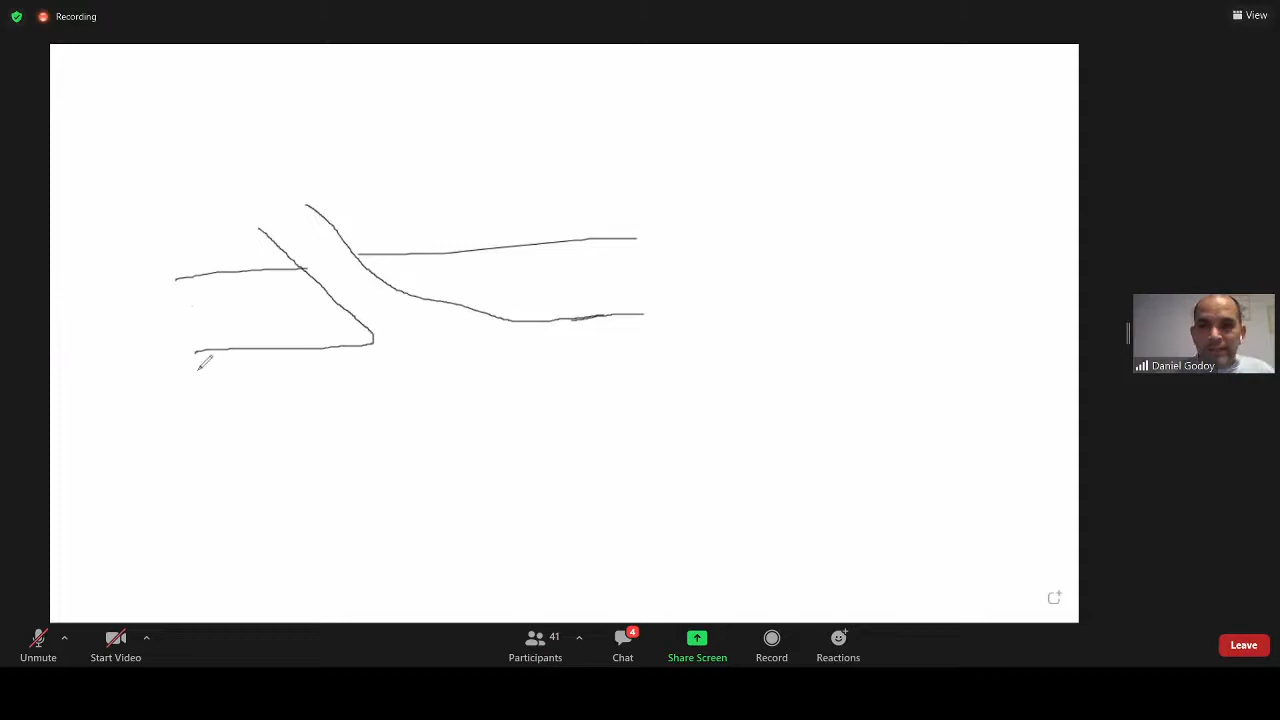 Recording
View
Daniel Godoy
41
4
Unmute
Start Video
Participants
Chat
Share Screen
Record
Reactions
Leave